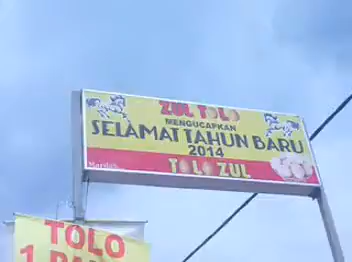 ZUL TOLO
MENGUCAPKAN
SELAMAT TAHUN BARU
2014
TOLO ZUL
TOLO